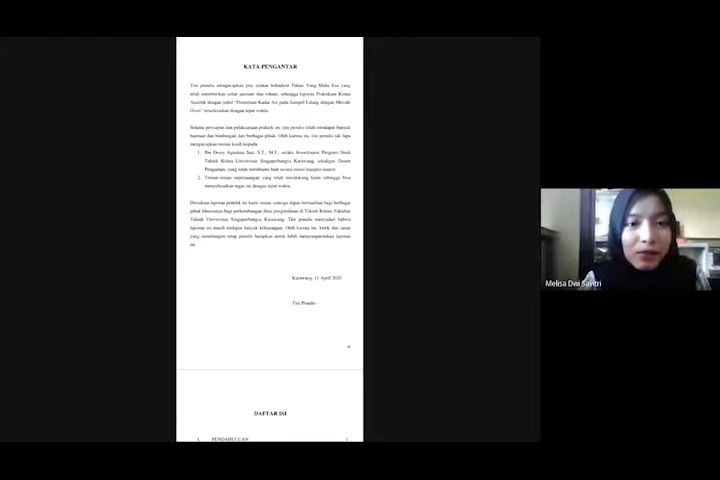 KATA PENGANTAR
Tim penulis mengucapkan puji syukur kehadirat Tuhan Yang Maha Esa yang
telah memberikan sehat jasmani dan rohani, sehingga laporan Praktikum Kimia
Analitik dengan judul "Penentuan Kadar Air pada Sampel Udang dengan Metode
Oven" terselesaikan dengan tepat waktu.
Selama persiapan dan pelaksanaan praktik ini, tim penulis telah mendapat banyak
bantuan dan bimbingan dari berbagai pihak. Oleh karena itu, tim penulis tak lupa
mengucapkan terima kasih kepada:
1. Ibu Dessy Agustina Sari, S.T., M.T., selaku Koordinator Program Studi
Teknik Kimia Universitas Singaperbangsa Karawang, sekaligus Dosen
Pengampu, yang telah membantu baik secara moral maupun materi.
2. Teman-teman seperjuangan yang telah mendukung kami sehingga bisa
menyelesaikan tugas ini dengan tepat waktu.
Demikian laporan praktik ini kami susun, semoga dapat bermanfaat bagi berbagai
pihak khususnya bagi perkembangan ilmu pengetahuan di Teknik Kimia, Fakultas
Teknik Universitas Singaperbangsa Karawang. Tim penulis menyadari bahwa
laporan ini masih terdapat banyak kekurangan. Oleh karena itu, kritik dan saran
yang membangun tetap penulis harapkan untuk lebih menyempurnakan laporan
ini.
Karawang, 11 April 2020
Tim Penulis
DAFTAR ISI
I. PENDAHULUAN 1
Melisa Dwi Savitri